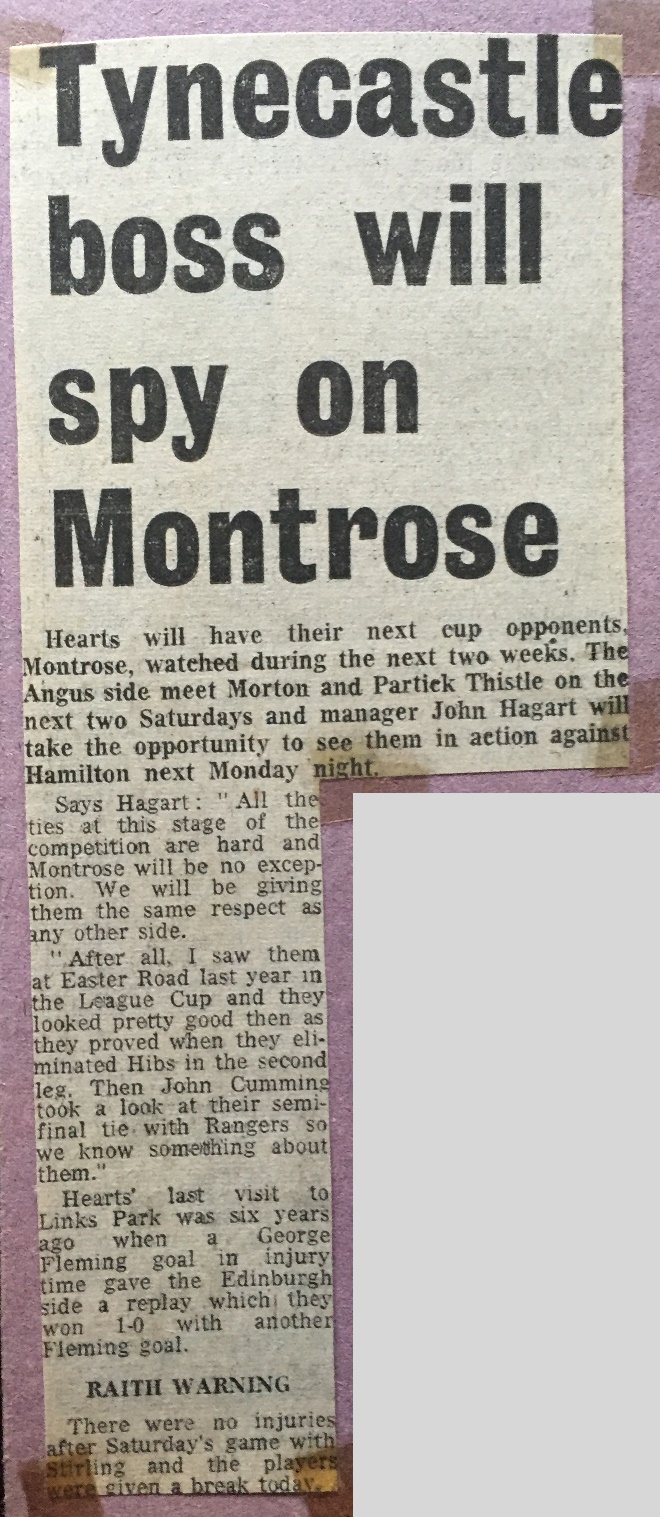 Tynecastle
boss will
spy on
Montrose
Hearts will have their next cup opponents,
Montrose, watched during the next two weeks. The
Angus side meet Morton and Partick Thistle on the
next two Saturdays and manager John Hagart will
take the opportunity to see them in action against
Hamilton next Monday night.
Says Hagart: "All the
ties at this stage of the
competition are hard and
Montrose will be no excep-
tion. We will be giving
them the same respect as
any other side.
"After all, I saw them
at Easter Road last year in
the League Cup and they
looked pretty good then as
they proved when they eli-
minated Hibs in the second
leg. Then John Cumming
took a look at their semi-
final tie with Rangers so
we know something about
them."
Hearts' last visit to
Links Park was six years
ago when a George
Fleming goal in injury
time gave the Edinburgh
side a replay which they
won 1-0 with another
Fleming goal.
RAITH WARNING
There were no injuries
after Saturday's game with
Stirling and the players
were given a break today.